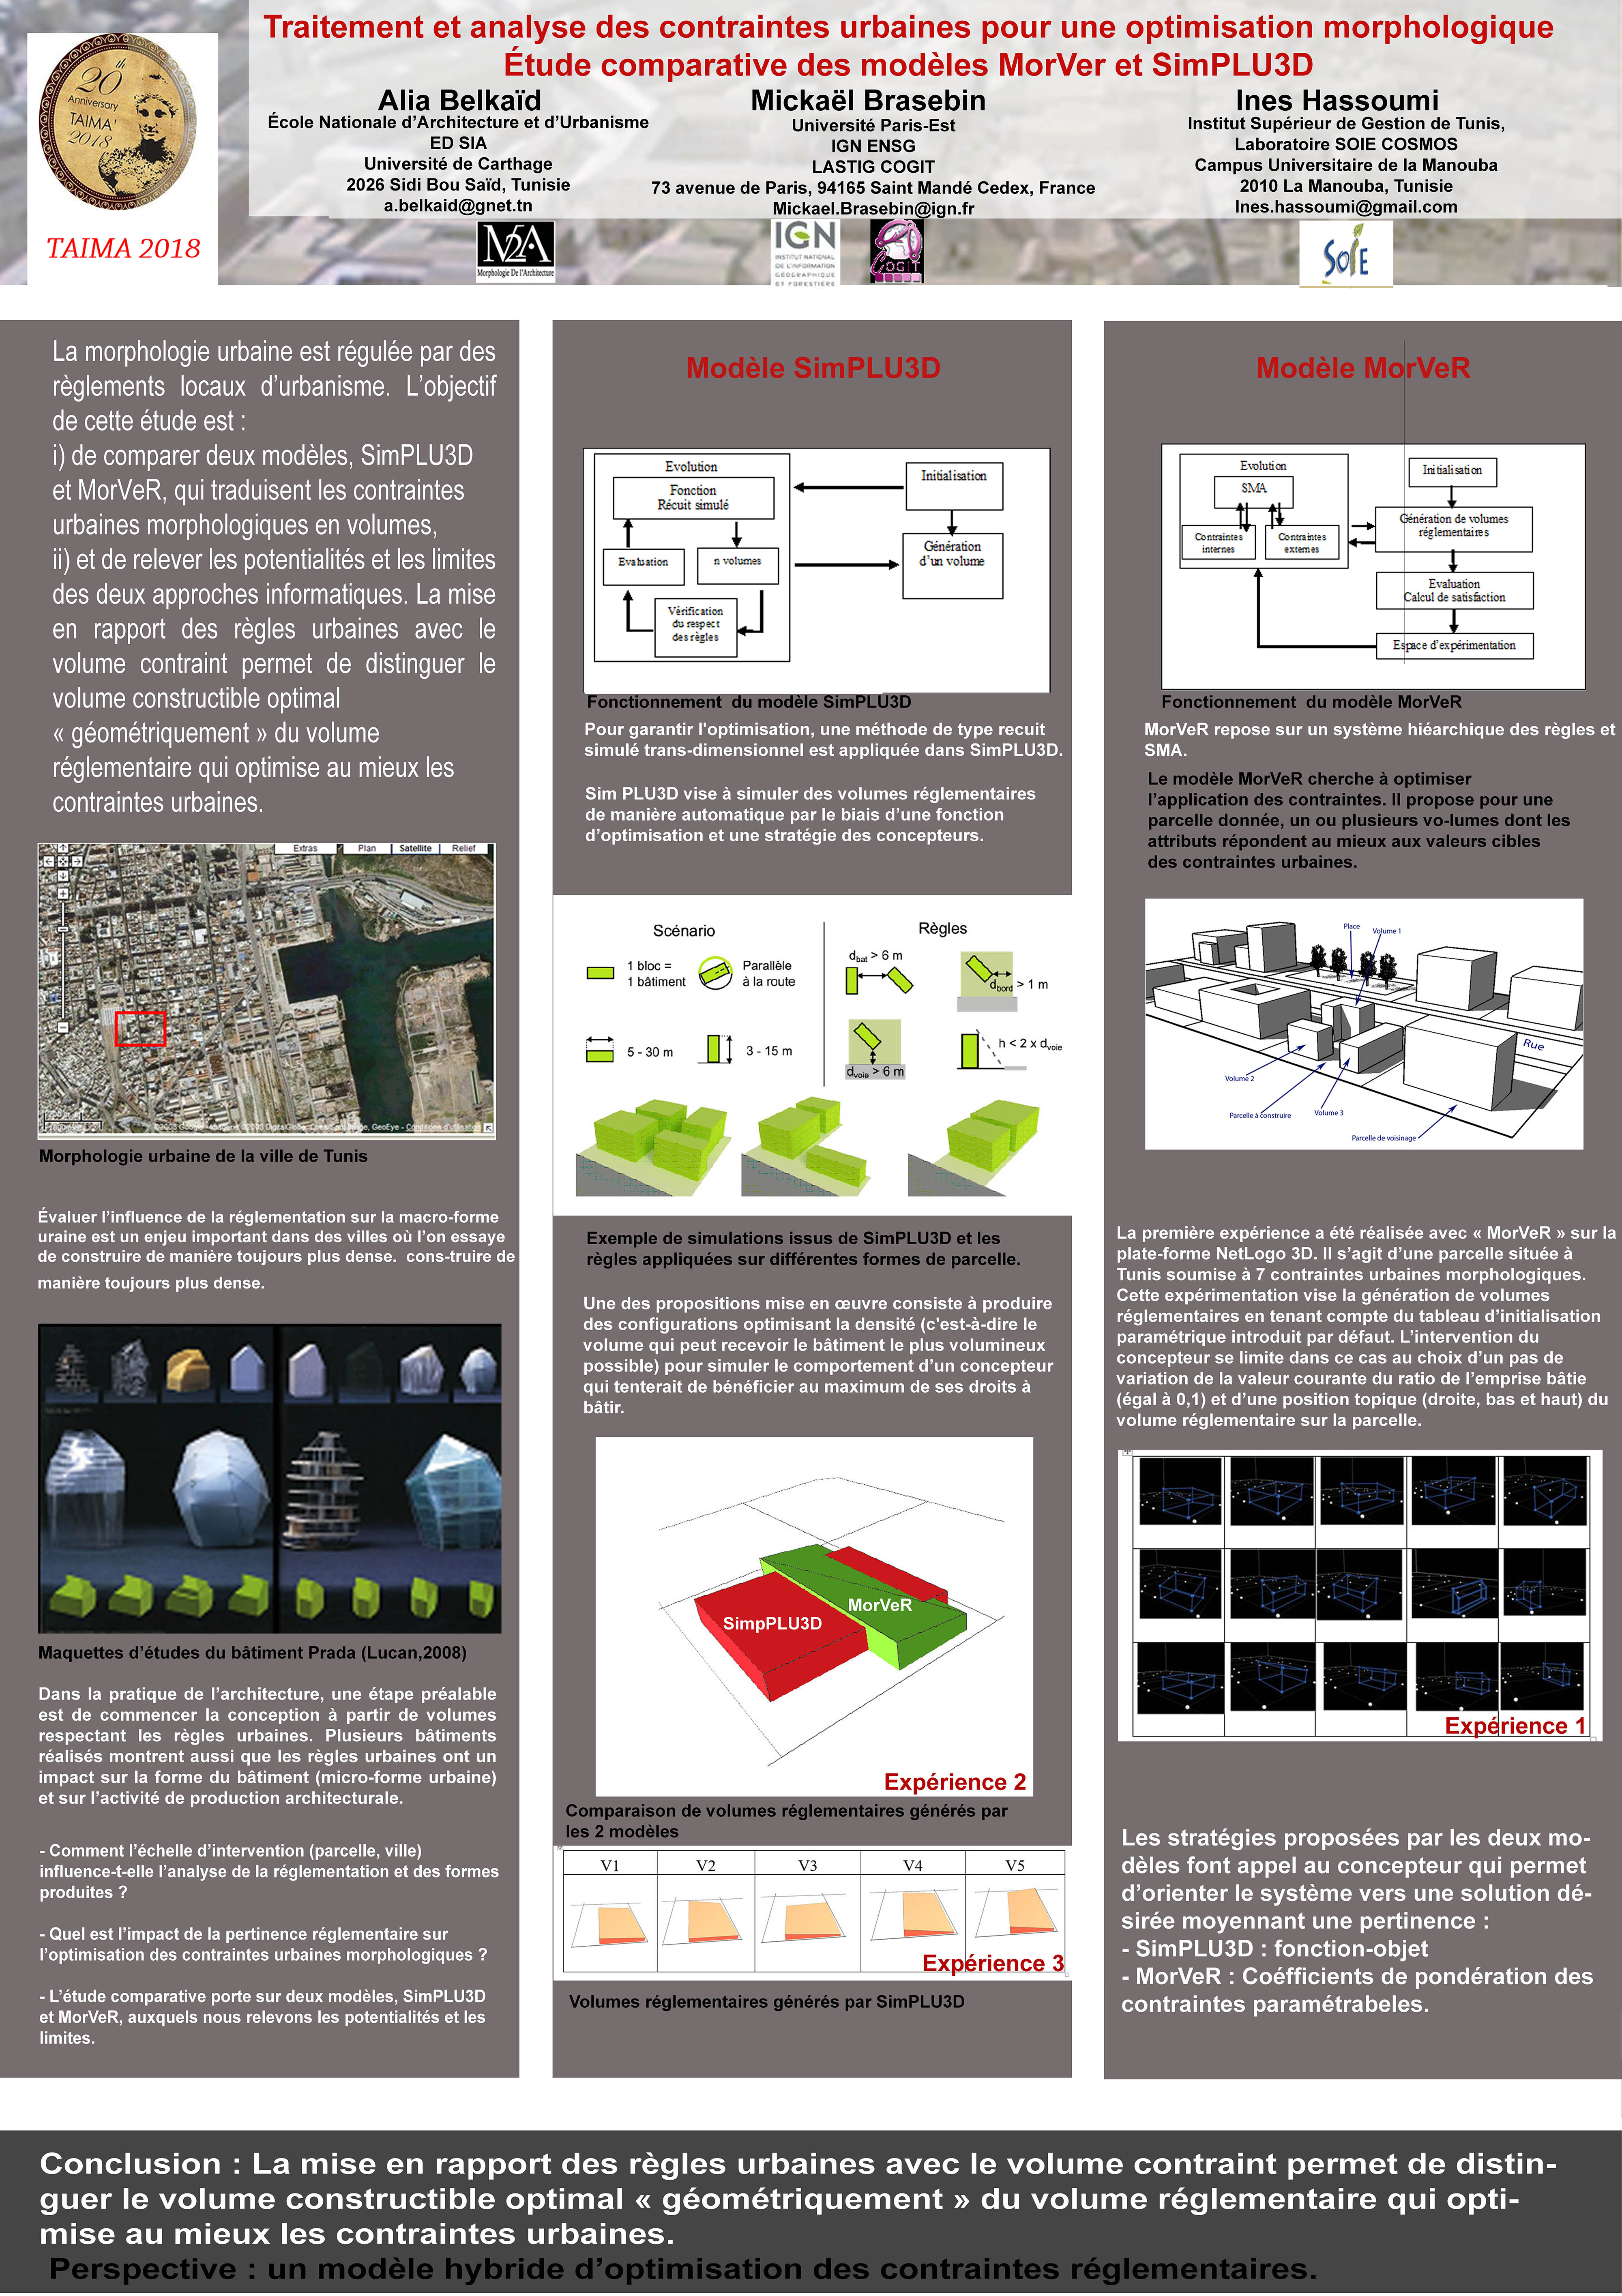 Traitement et analyse des contraintes urbaines pour une optimisation morphologique
Étude comparative des modèles MorVer et SimPLU3D
20 th
Anniversary
TAIMA'
2018
TAIMA 2018
Alia Belkaïd
École Nationale d’Architecture et d’Urbanisme
ED SIA
Université de Carthage
2026 Sidi Bou Saïd, Tunisie
a.belkaid@gnet.tn
Mickaël Brasebin
Université Paris-Est
IGN ENSG
LASTIG COGIT
73 avenue de Paris, 94165 Saint Mandé Cedex, France
Mickael.Brasebin@ign.fr
Ines Hassoumi
Institut Supérieur de Gestion de Tunis,
Laboratoire SOIE COSMOS
Campus Universitaire de la Manouba
2010 La Manouba, Tunisie
Ines.hassoumi@gmail.com
M2A
Morphologie De l'Architecture
IGN
INSTITUT NATIONAL
DE L'INFORMATION
GÉOGRAPHIQUE
ET FORESTIÈRE
COGIT
SOIE
La morphologie urbaine est régulée par des
règlements locaux d’urbanisme. L’objectif
de cette étude est :
i) de comparer deux modèles, SimPLU3D
et MorVeR, qui traduisent les contraintes
urbaines morphologiques en volumes,
ii) et de relever les potentialités et les limites
des deux approches informatiques. La mise
en rapport des règles urbaines avec le
volume contraint permet de distinguer le
volume constructible optimal
« géométriquement » du volume
réglementaire qui optimise au mieux les
contraintes urbaines.
Extras Plan Satellite Relief
Morphologie urbaine de la ville de Tunis
Évaluer l’influence de la réglementation sur la macro-forme
uraine est un enjeu important dans des villes où l’on essaye
de construire de manière toujours plus dense. cons-truire de
manière toujours plus dense.
Maquettes d’études du bâtiment Prada (Lucan,2008)
Dans la pratique de l’architecture, une étape préalable
est de commencer la conception à partir de volumes
respectant les règles urbaines. Plusieurs bâtiments
réalisés montrent aussi que les règles urbaines ont un
impact sur la forme du bâtiment (micro-forme urbaine)
et sur l’activité de production architecturale.
- Comment l’échelle d’intervention (parcelle, ville)
influence-t-elle l’analyse de la réglementation et des formes
produites ?
- Quel est l’impact de la pertinence réglementaire sur
l’optimisation des contraintes urbaines morphologiques ?
- L’étude comparative porte sur deux modèles, SimPLU3D
et MorVeR, auxquels nous relevons les potentialités et les
limites.
Modèle SimPLU3D
Evolution
Fonction
Récuit simulé
Evaluation
n volumes
Vérification
du respect
des règles
Initialisation
Génération
d'un volume
Fonctionnement du modèle SimPLU3D
Pour garantir l'optimisation, une méthode de type recuit
simulé trans-dimensionnel est appliquée dans SimPLU3D.
Sim PLU3D vise à simuler des volumes réglementaires
de manière automatique par le biais d’une fonction
d’optimisation et une stratégie des concepteurs.
Scénario
1 bloc =
1 bâtiment
Parallèle
à la route
5 - 30 m
3 - 15 m
Règles
dbat > 6 m
dbord > 1 m
dvoie > 6 m
h < 2 x dvoie
Exemple de simulations issus de SimPLU3D et les
règles appliquées sur différentes formes de parcelle.
Une des propositions mise en œuvre consiste à produire
des configurations optimisant la densité (c'est-à-dire le
volume qui peut recevoir le bâtiment le plus volumineux
possible) pour simuler le comportement d’un concepteur
qui tenterait de bénéficier au maximum de ses droits à
bâtir.
SimpPLU3D
MorVeR
Expérience 2
Comparaison de volumes réglementaires générés par
les 2 modèles
V1 V2 V3 V4 V5
Expérience 3
Volumes réglementaires générés par SimPLU3D
Modèle MorVeR
Evolution
SMA
Contraintes
internes
Contraintes
externes
Initialisation
Génération de volumes
réglementaires
Evaluation
Calcul de satisfaction
Espace d'expérimentation
Fonctionnement du modèle MorVeR
MorVeR repose sur un système hiéarchique des règles et
SMA.
Le modèle MorVeR cherche à optimiser
l’application des contraintes. Il propose pour une
parcelle donnée, un ou plusieurs vo-lumes dont les
attributs répondent au mieux aux valeurs cibles
des contraintes urbaines.
Place
Volume 1
Rue
Volume 2
Parcelle à construire
Volume 3
Parcelle de voisinage
La première expérience a été réalisée avec « MorVeR » sur la
plate-forme NetLogo 3D. Il s’agit d’une parcelle située à
Tunis soumise à 7 contraintes urbaines morphologiques.
Cette expérimentation vise la génération de volumes
réglementaires en tenant compte du tableau d’initialisation
paramétrique introduit par défaut. L’intervention du
concepteur se limite dans ce cas au choix d’un pas de
variation de la valeur courante du ratio de l’emprise bâtie
(égal à 0,1) et d’une position topique (droite, bas et haut) du
volume réglementaire sur la parcelle.
Expérience 1
Les stratégies proposées par les deux mo-
dèles font appel au concepteur qui permet
d’orienter le système vers une solution dé-
sirée moyennant une pertinence :
- SimPLU3D : fonction-objet
- MorVeR : Coéfficients de pondération des
contraintes paramétrabeles.
Conclusion : La mise en rapport des règles urbaines avec le volume contraint permet de distin-
guer le volume constructible optimal « géométriquement » du volume réglementaire qui opti-
mise au mieux les contraintes urbaines.
Perspective : un modèle hybride d’optimisation des contraintes réglementaires.